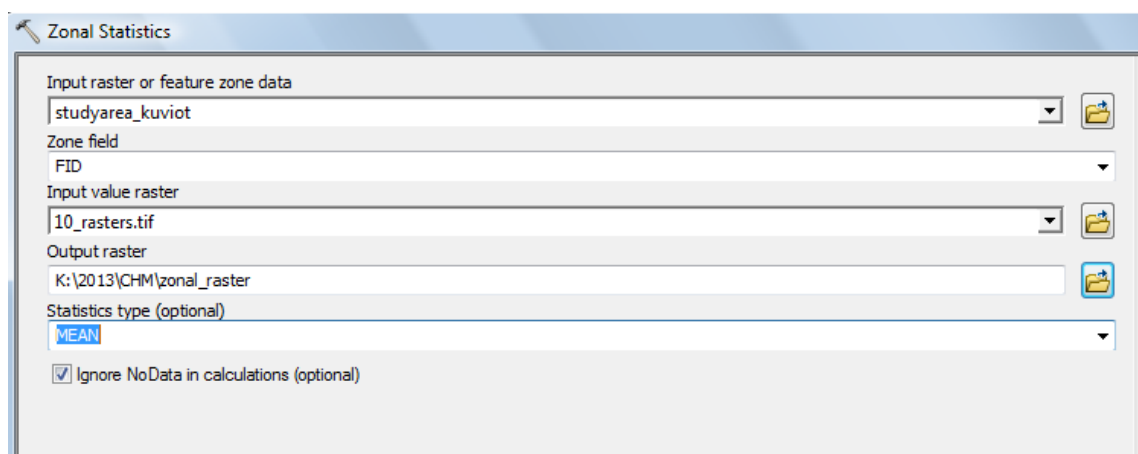 Zonal Statistics
Input raster or feature zone data
studyarea_kuviot
Zone field
FID
Input value raster
10_rasters.tif
Output raster
K:\2013\CHM\zonal_raster
Statistics type (optional)
MEAN
Ignore NoData in calculations (optional)